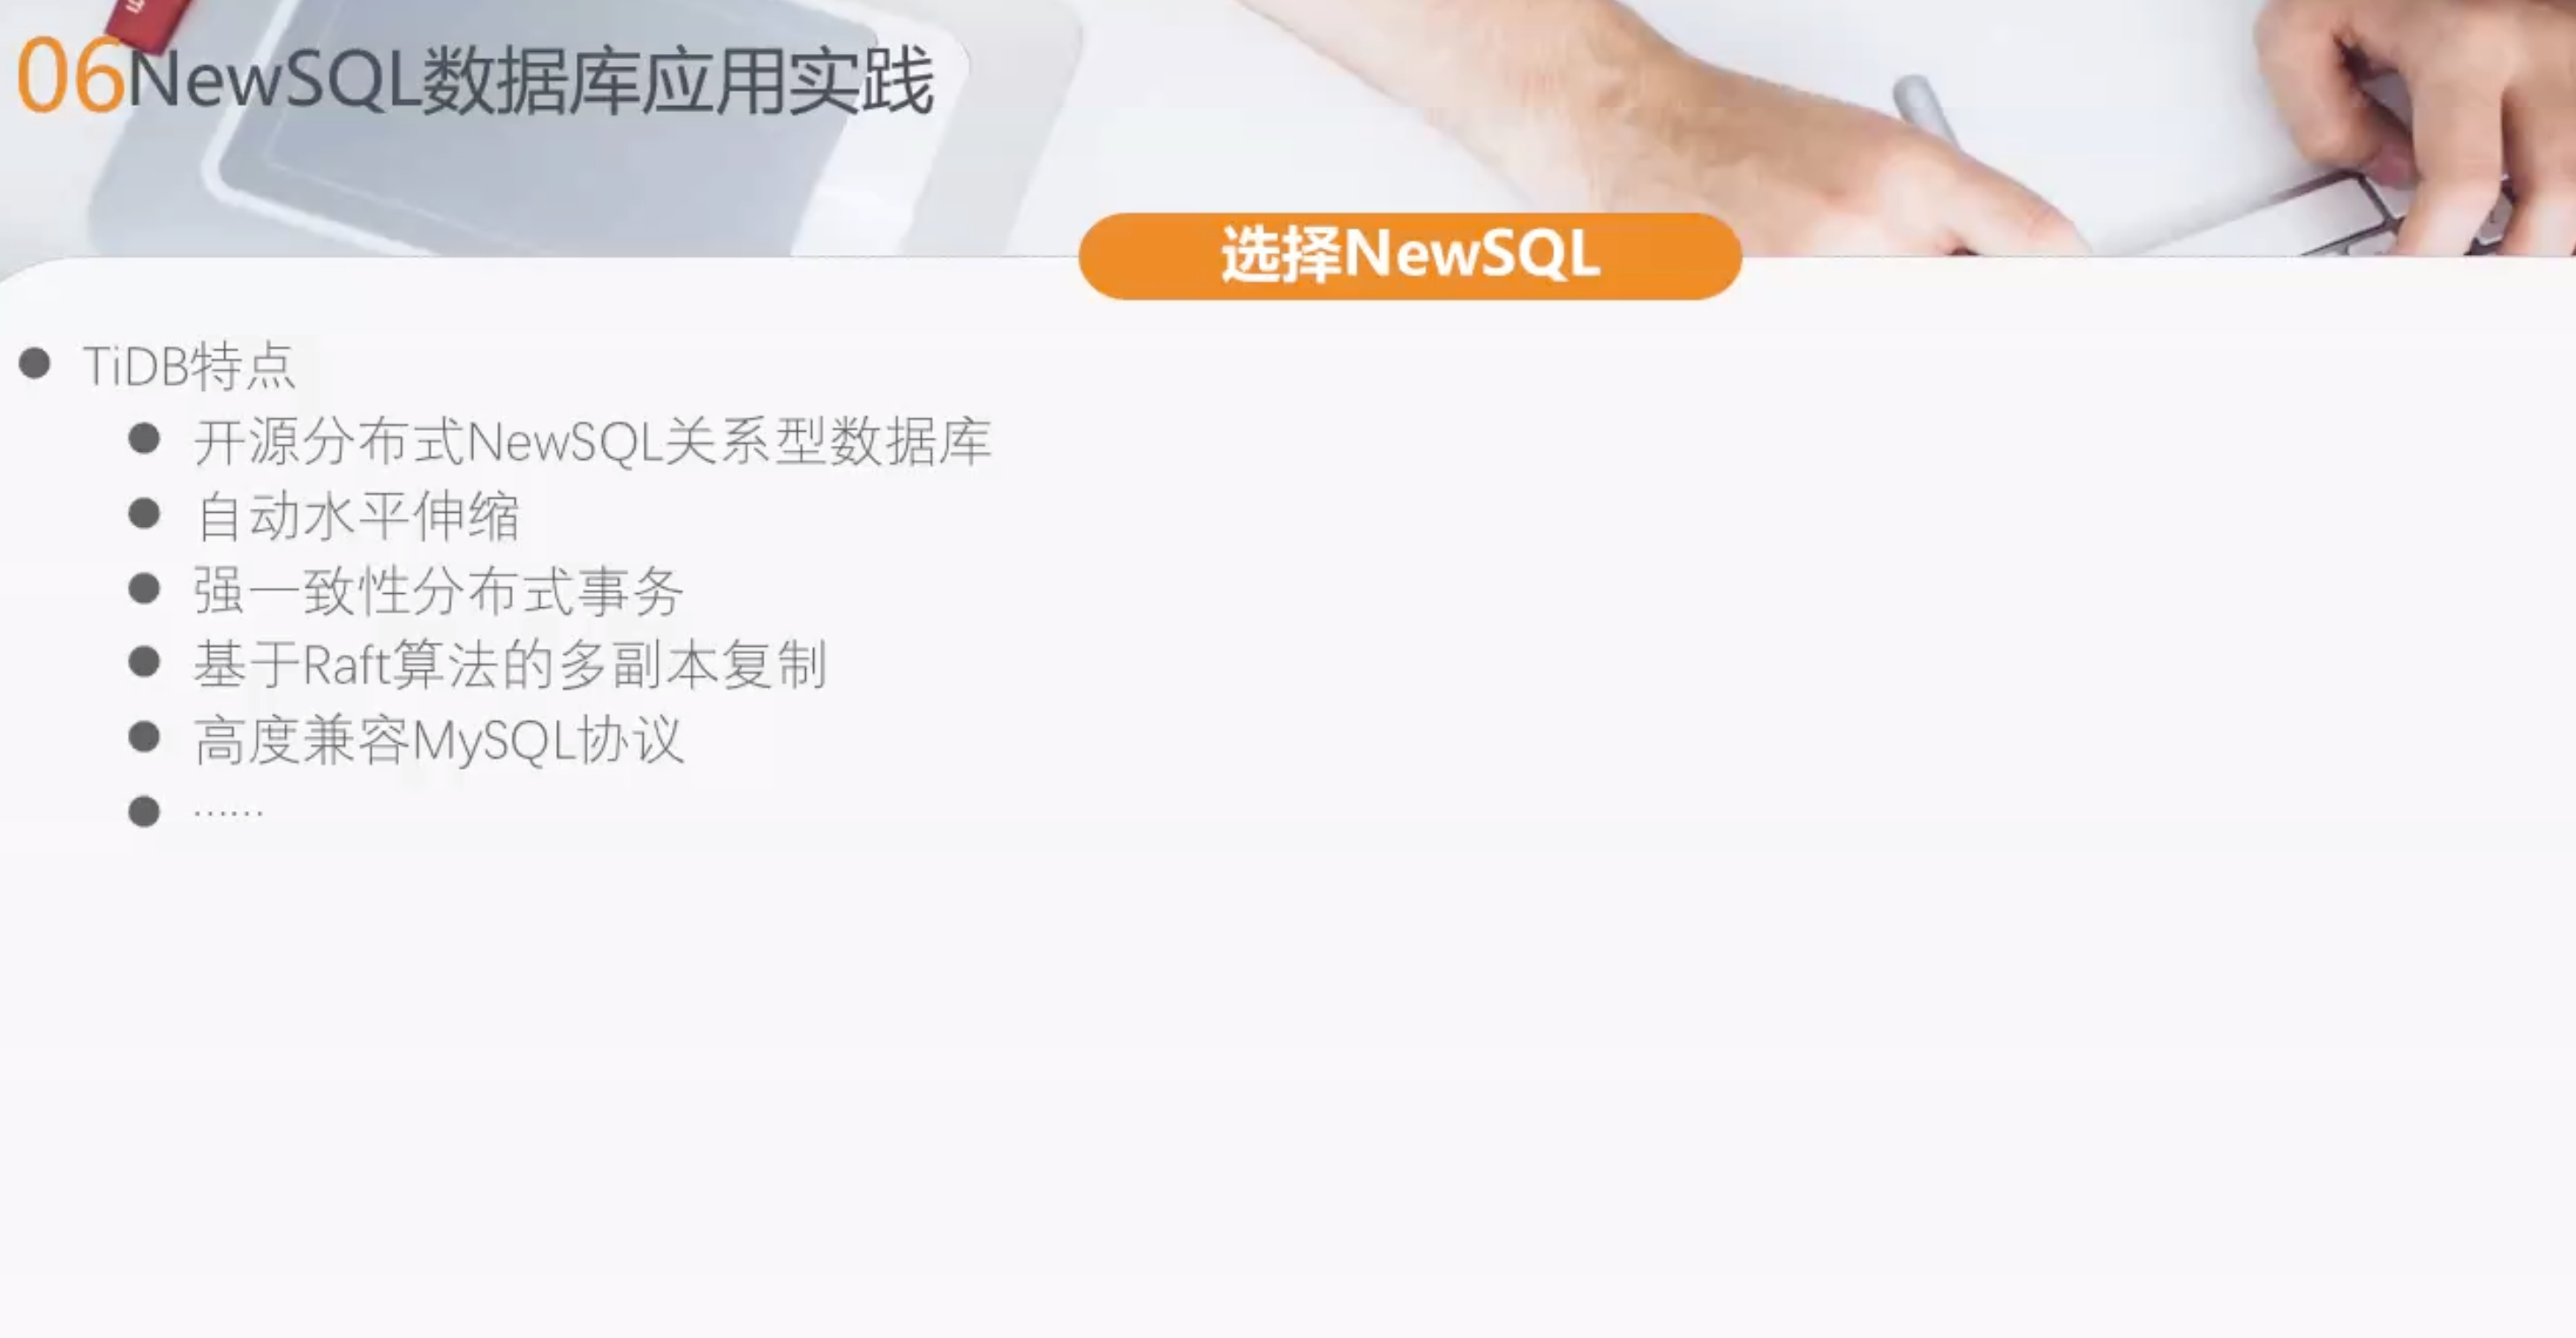 06NewSQL数据库应用实践
选择NewSQL
TiDB特点
开源分布式NewSQL关系型数据库
自动水平伸缩
强一致性分布式事务
基于Raft算法的多副本复制
高度兼容MySQL协议
······